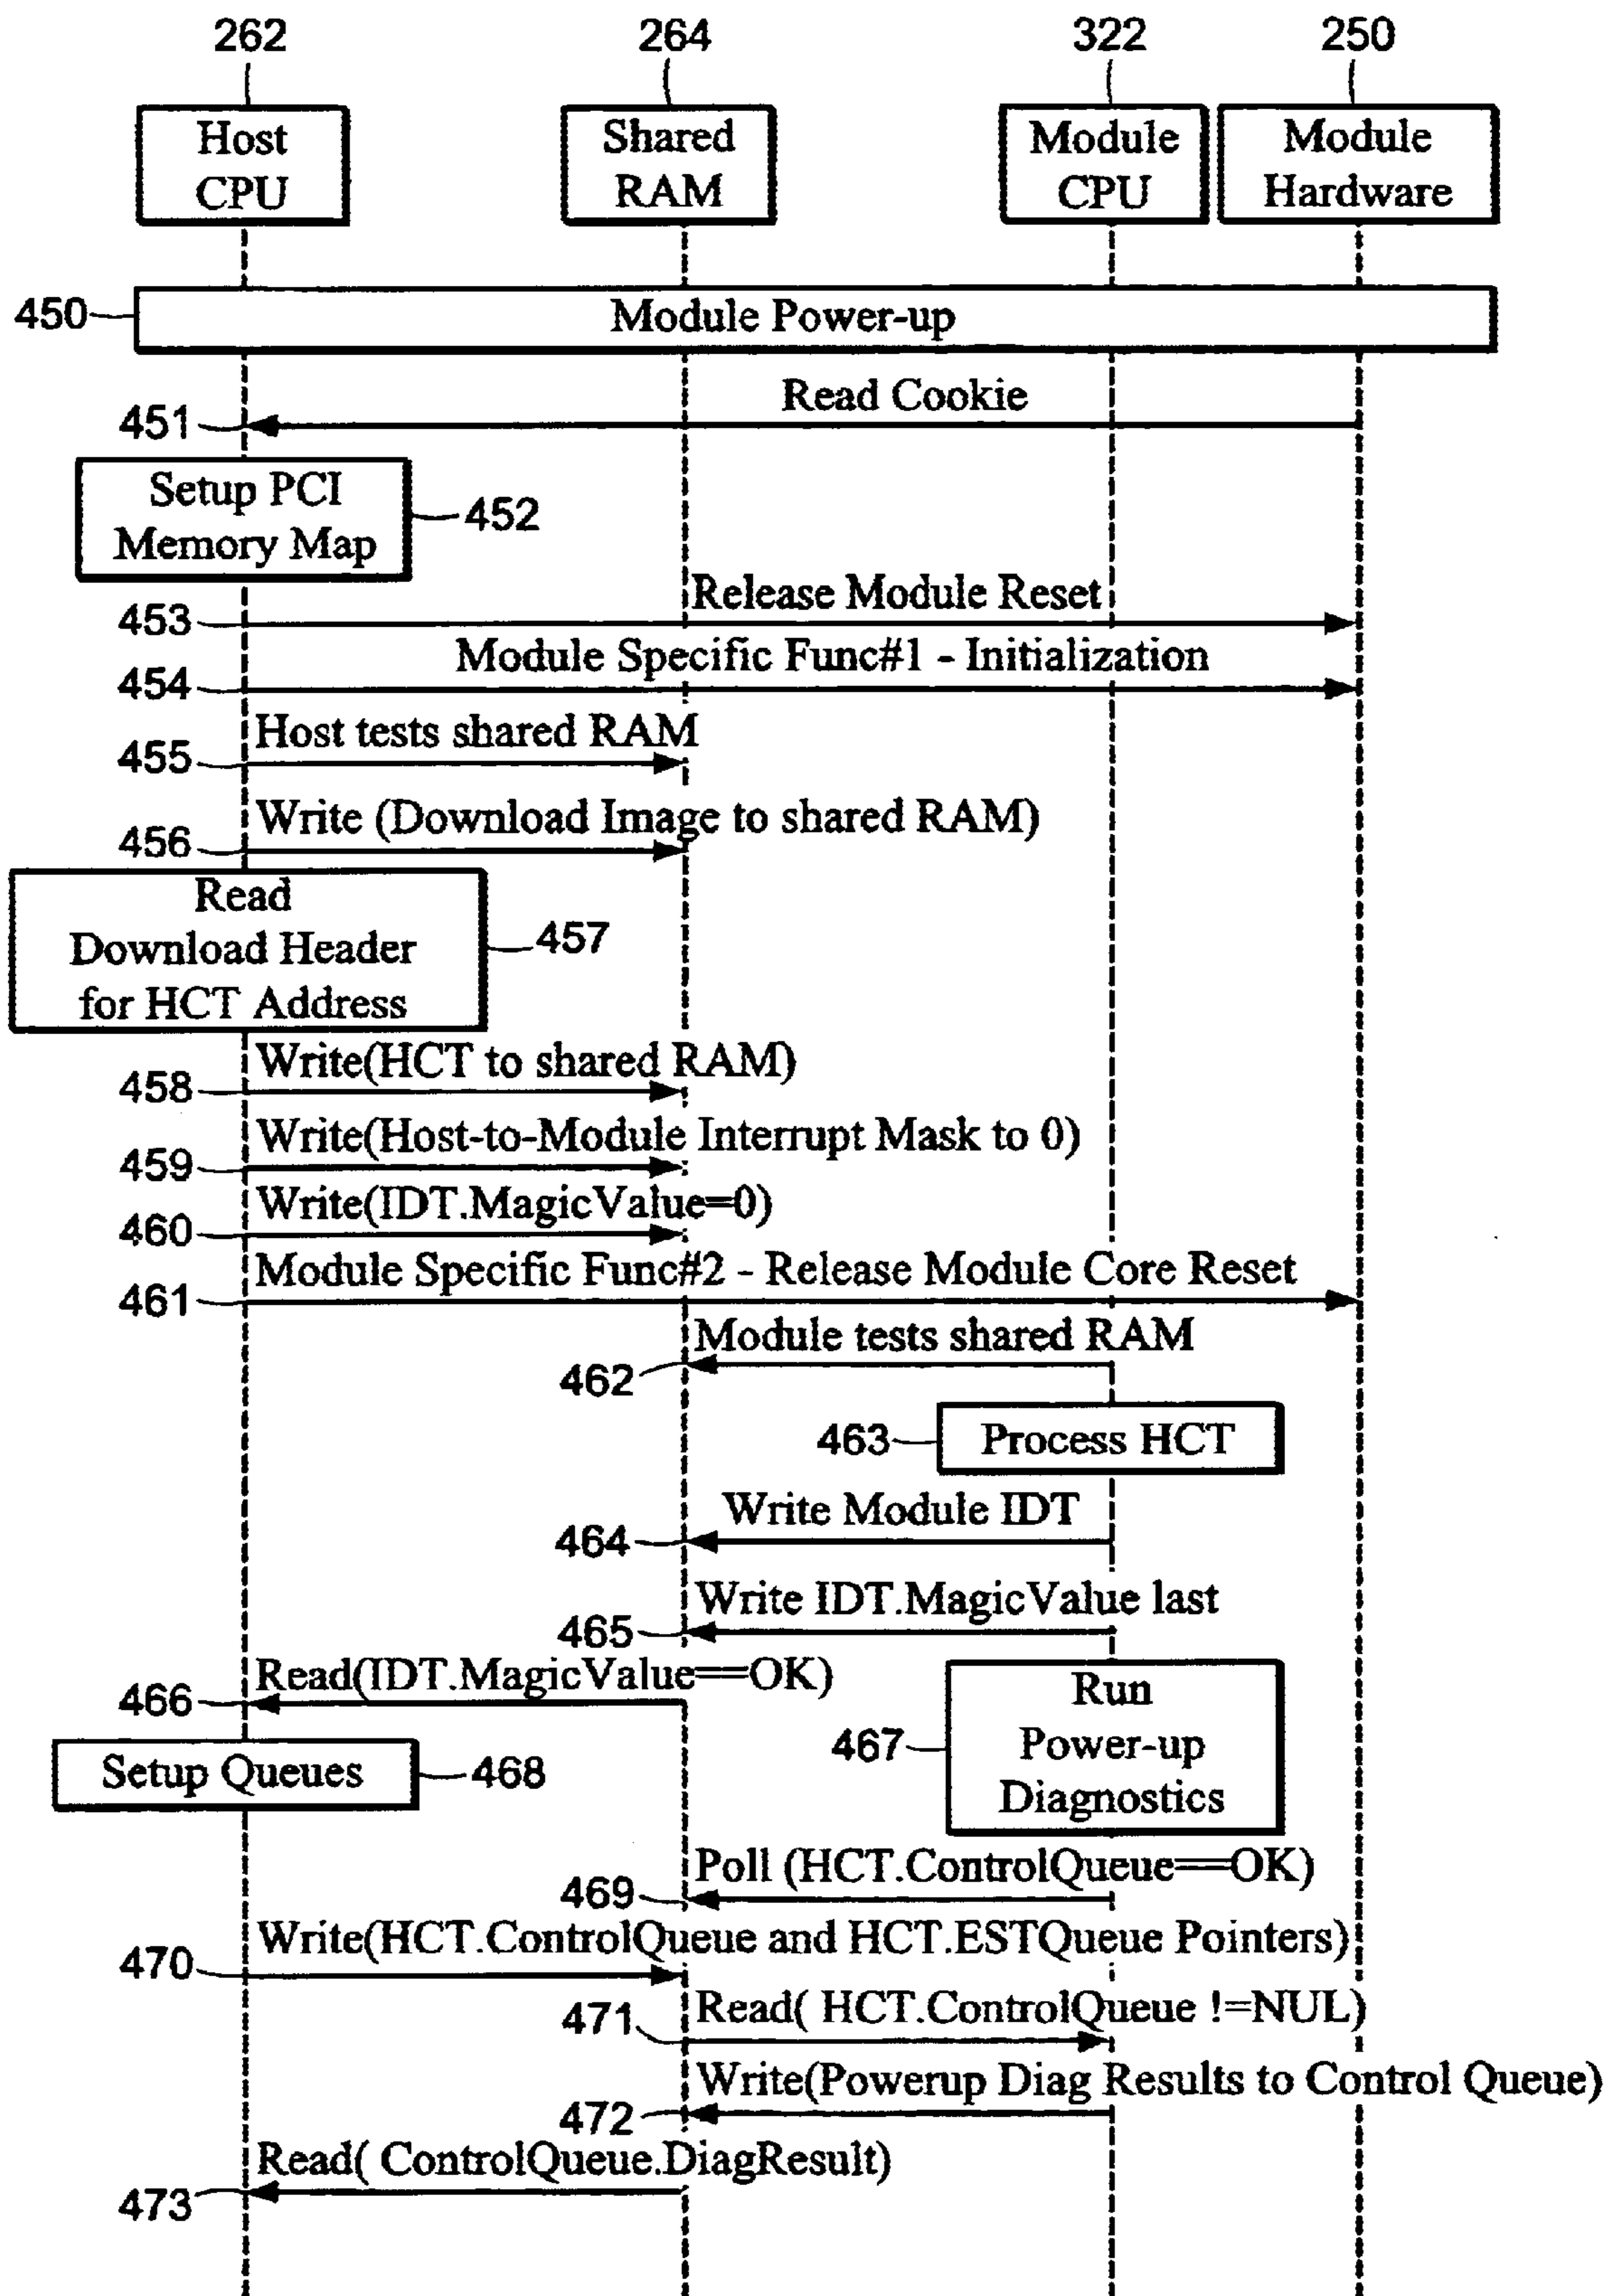 262 264 322 250
Host Shared Module Module
CPU RAM CPU Hardware
450 Module Power-up
Read Cookie
451
Setup PCI
452
Memory Map
Release Module Reset
453
Module Specific Func#1 - Initialization
454
Host tests shared RAM
455
Write (Download Image to shared RAM)
456
Read
Download Header 457
for HCT Address
Write(HCT to shared RAM)
458
Write(Host-to-Module Interrupt Mask to 0)
459
Write(IDT.MagicValue=0)
460
Module Specific Func#2 - Release Module Core Reset
461
Module tests shared RAM
462
463 Process HCT
Write Module IDT
464
Write IDT.MagicValue last
465
Read(IDT.MagicValue==OK)
466
Run
467 Power-up
Diagnostics
Setup Queues 468
Poll (HCT.ControlQueue==OK)
469
Write(HCT.ControlQueue and HCT.ESTQueue Pointers)
470
Read( HCT.ControlQueue !=NUL)
471
Write(Powerup Diag Results to Control Queue)
472
Read( ControlQueue.DiagResult)
473